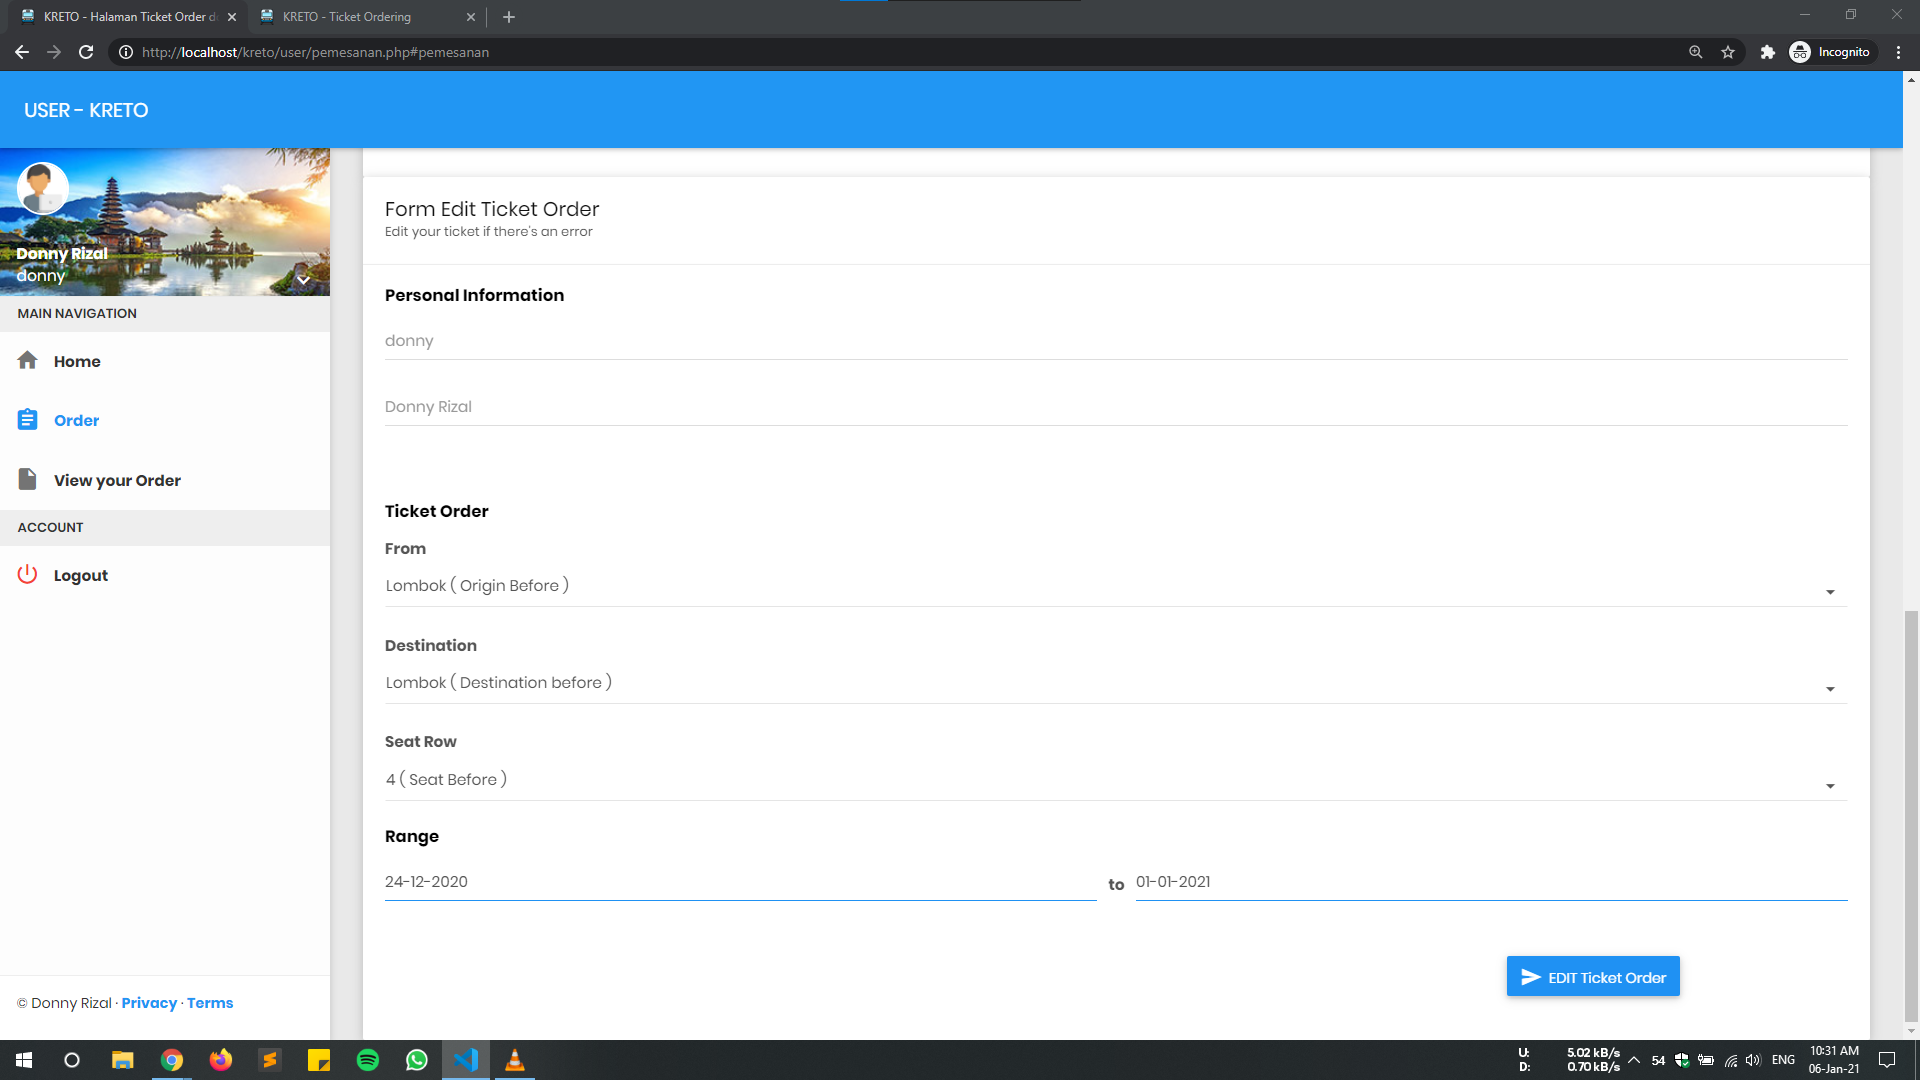 KRETO - Halaman Ticket Order d
KRETO - Ticket Ordering
http://localhost/kreto/user/pemesanan.php#pemesanan
Incognito
USER - KRETO
Donny Rizal
donny
MAIN NAVIGATION
Home
Order
View your Order
ACCOUNT
Logout
© Donny Rizal · Privacy · Terms
Form Edit Ticket Order
Edit your ticket if there's an error
Personal Information
donny
Donny Rizal
Ticket Order
From
Lombok ( Origin Before )
Destination
Lombok ( Destination before )
Seat Row
4 ( Seat Before )
Range
24-12-2020 to 01-01-2021
EDIT Ticket Order
U: 5.02 kB/s
D: 0.70 kB/s
54
ENG
10:31 AM
06-Jan-21